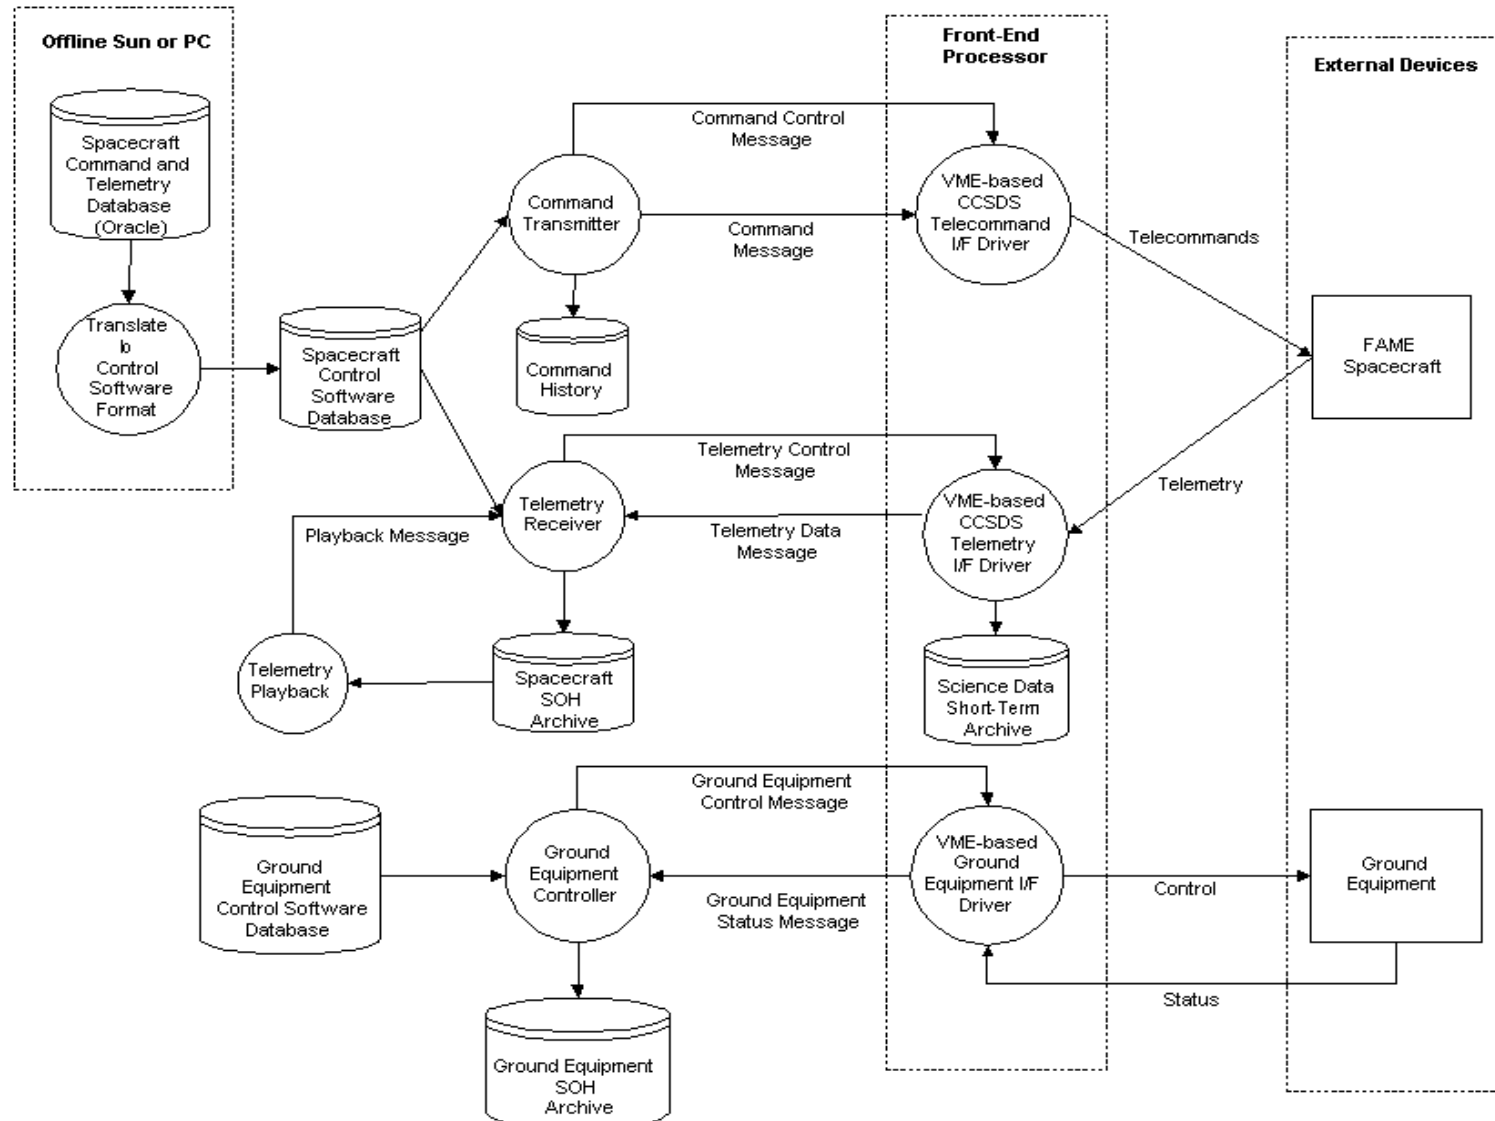 Offline Sun or PC
Front-End
Processor
External Devices
Spacecraft
Command and
Telemetry
Database
(Oracle)
Command Control
Message
VME-based
CCSDS
Telecommand
I/F Driver
Command
Transmitter
Command
Message
Telecommands
Translate
to
Control
Software
Format
Spacecraft
Control
Software
Database
Command
History
FAME
Spacecraft
Telemetry Control
Message
Telemetry
Telemetry
Receiver
VME-based
CCSDS
Telemetry
I/F Driver
Playback Message
Telemetry Data
Message
Telemetry
Playback
Spacecraft
SOH
Archive
Science Data
Short-Term
Archive
Ground Equipment
Control Message
Ground
Equipment
Control Software
Database
Ground
Equipment
Controller
VME-based
Ground
Equipment I/F
Driver
Control
Ground
Equipment
Ground Equipment
Status Message
Status
Ground Equipment
SOH
Archive